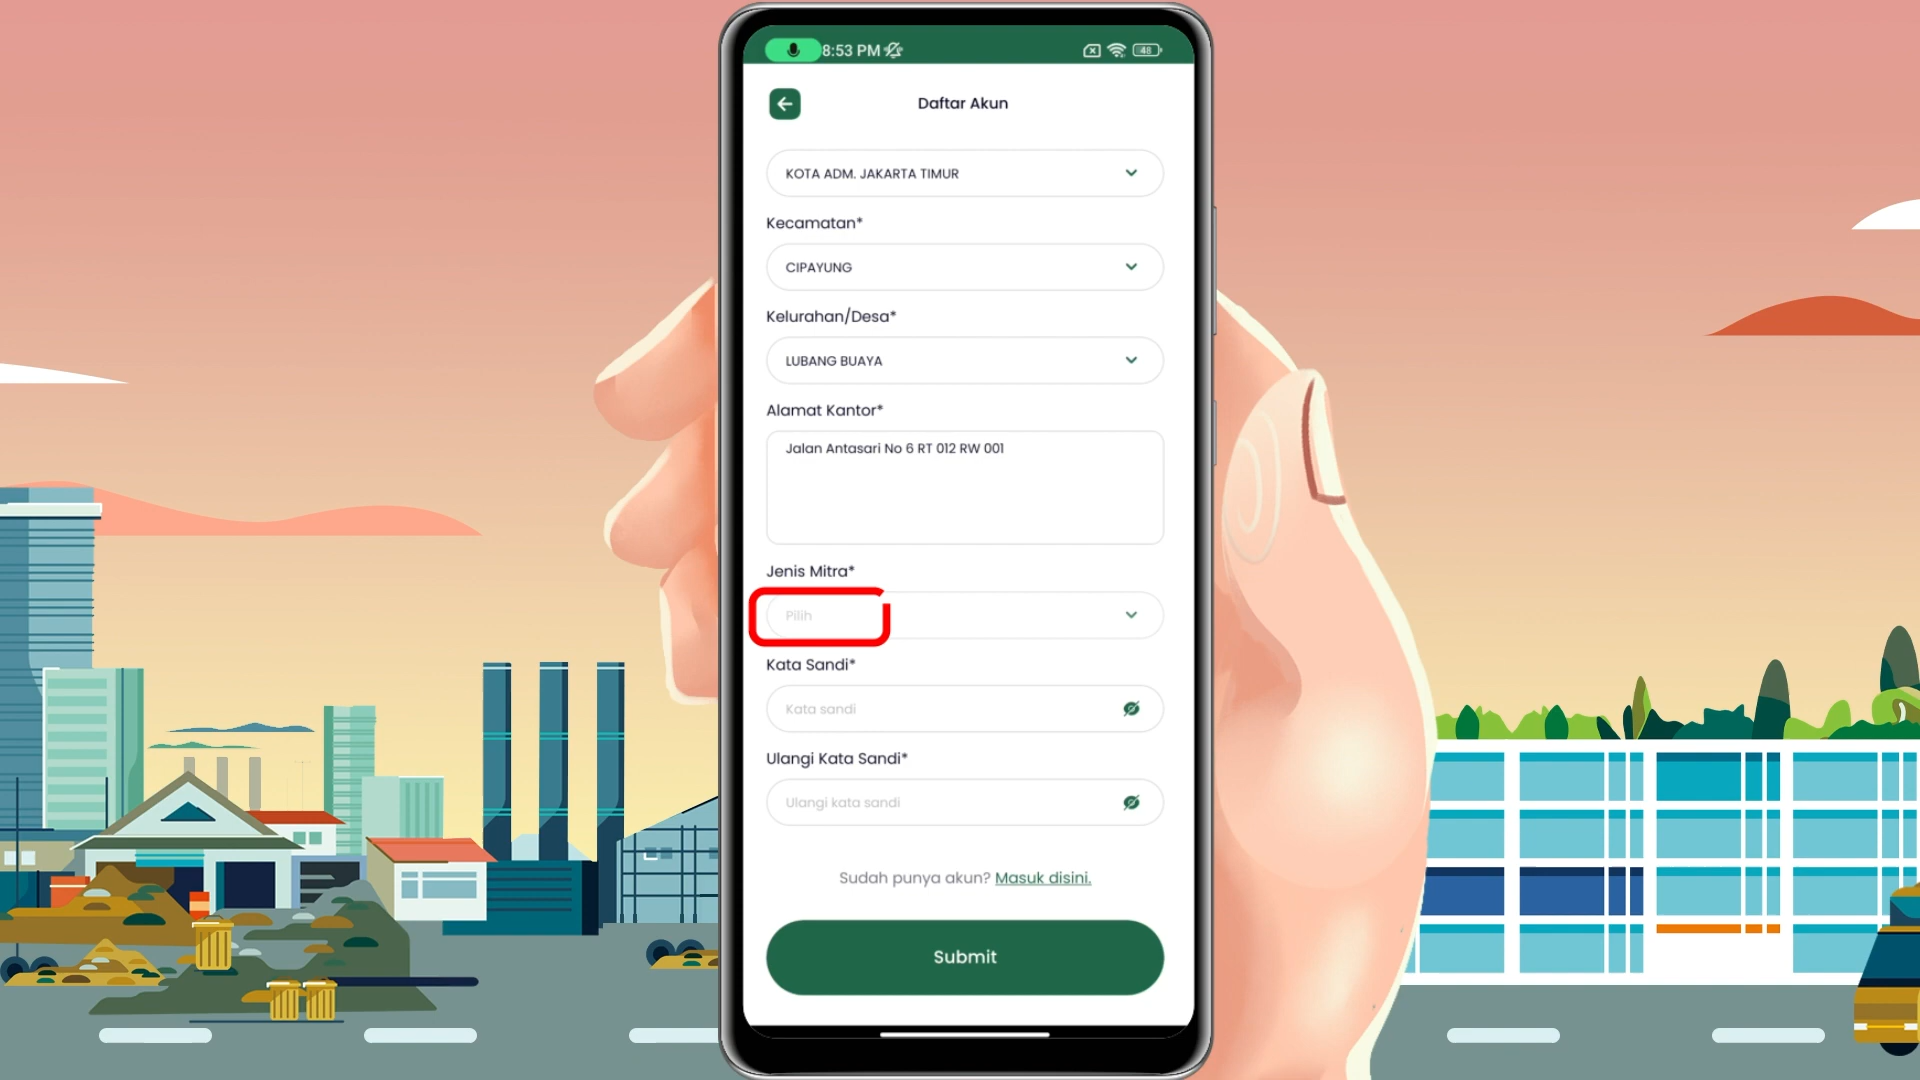 8:53 PM
48
Daftar Akun
KOTA ADM. JAKARTA TIMUR
Kecamatan*
CIPAYUNG
Kelurahan/Desa*
LUBANG BUAYA
Alamat Kantor*
Jalan Antasari No 6 RT 012 RW 001
Jenis Mitra*
Pilih
Kata Sandi*
Kata sandi
Ulangi Kata Sandi*
Ulangi kata sandi
Sudah punya akun? Masuk disini.
Submit